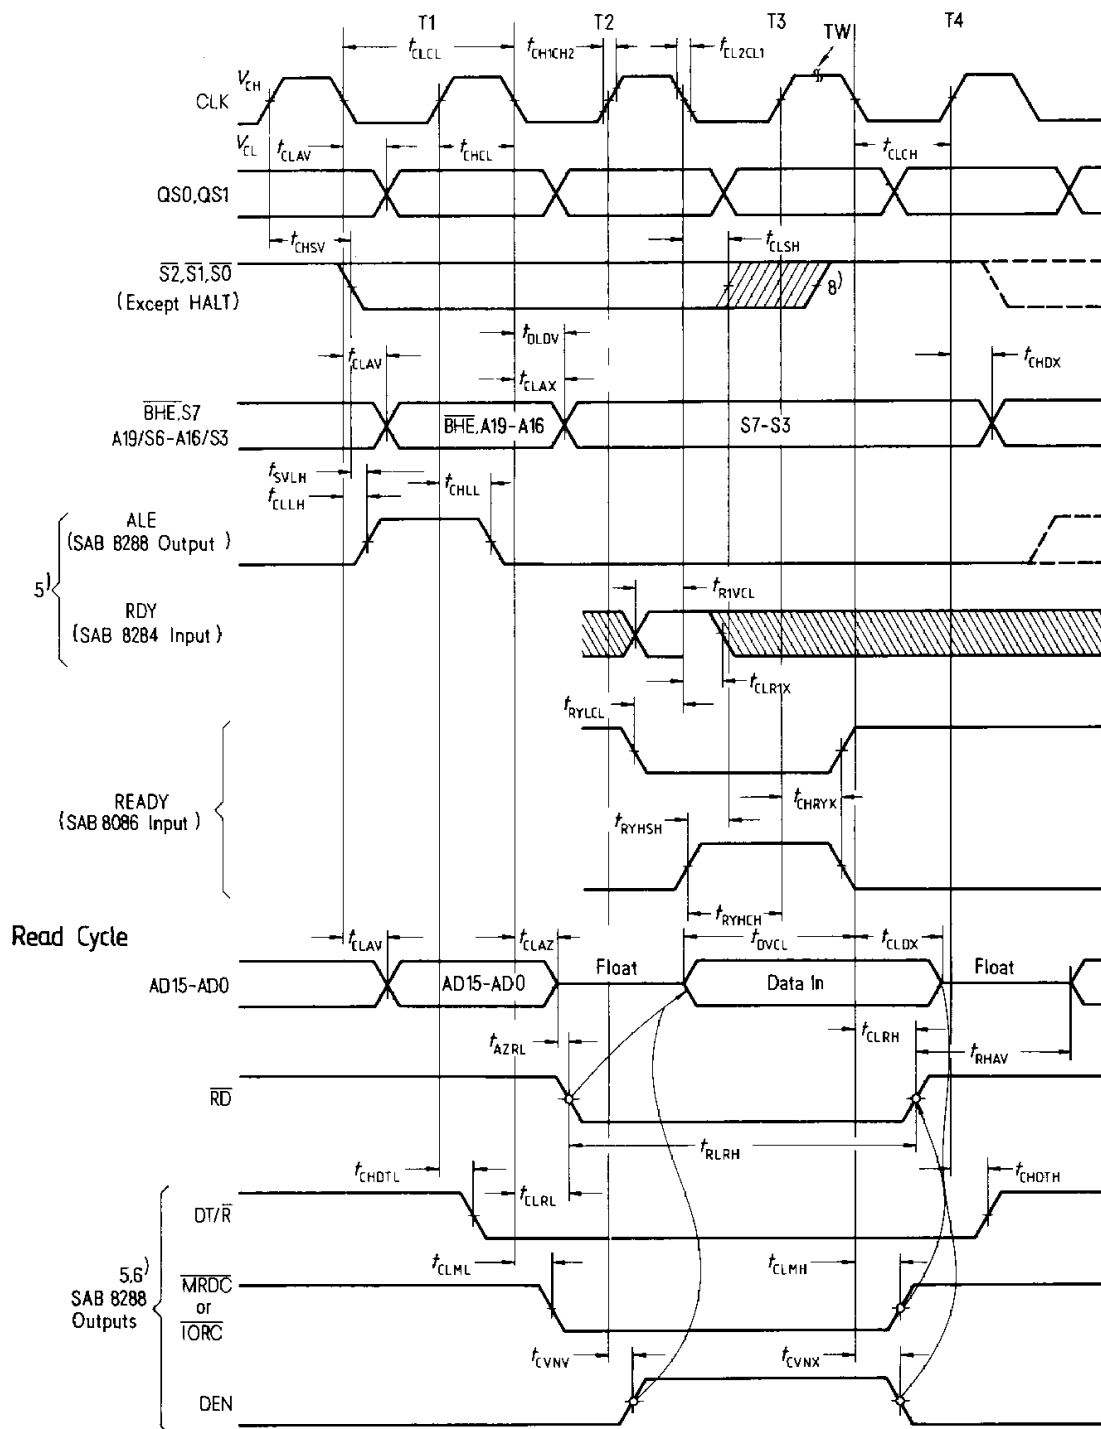 T1 T2 T3 T4
TW
tCLCL tCH1CH2 tCL2CL1
VCH
CLK
VCL tCLAV tCHCL tCLCH
QS0,QS1
tCHSV tCLSH
S2,S1,S0
(Except HALT) 8)
tDLDV
tCLAV tCLAX tCHDX
BHE,S7
A19/S6-A16/S3 BHE,A19-A16 S7-S3
tSVLH
tCLLH tCHLL
ALE
(SAB 8288 Output )
5)
tR1VCL
RDY
(SAB 8284 Input )
tCLR1X
tRYLCL
READY
(SAB 8086 Input )
tCHRYX
tRYHSH
tRYHCH
Read Cycle
tCLAV tCLAZ tDVCL tCLDX
AD15-AD0 AD15-AD0 Float Data In Float
tAZRL tCLRH tRHAV
RD
tRLRH
tCHDTL tCLRL tCHDTH
DT/R
tCLML tCLMH
5,6)
SAB 8288
Outputs
MRDC
or
IORC
tCVNV tCVNX
DEN